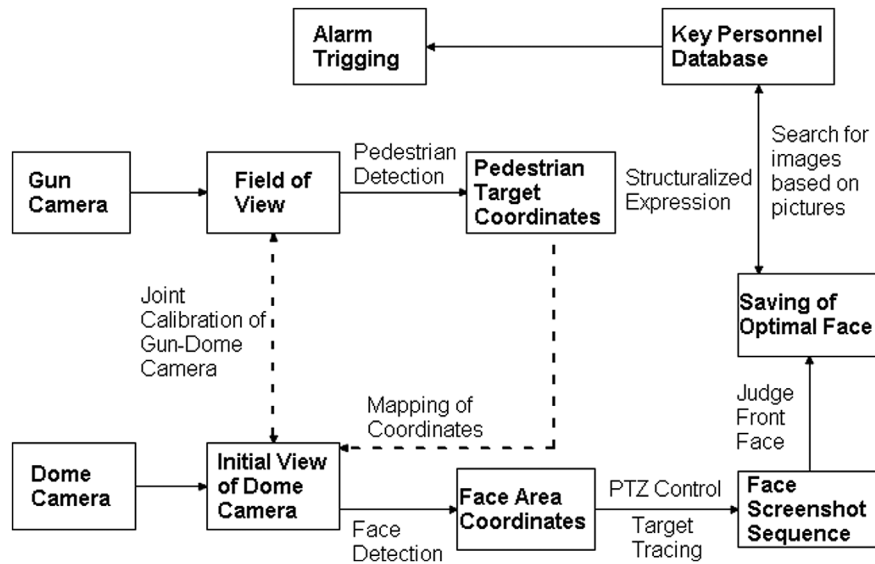 Alarm
Trigging
Key Personnel
Database
Gun
Camera
Field of
View
Pedestrian
Detection
Pedestrian
Target
Coordinates
Structuralized
Expression
Search for
images
based on
pictures
Joint
Calibration of
Gun-Dome
Camera
Saving of
Optimal Face
Mapping of
Coordinates
Judge
Front
Face
Dome
Camera
Initial View
of Dome
Camera
Face
Detection
Face Area
Coordinates
PTZ Control
Target
Tracing
Face
Screenshot
Sequence